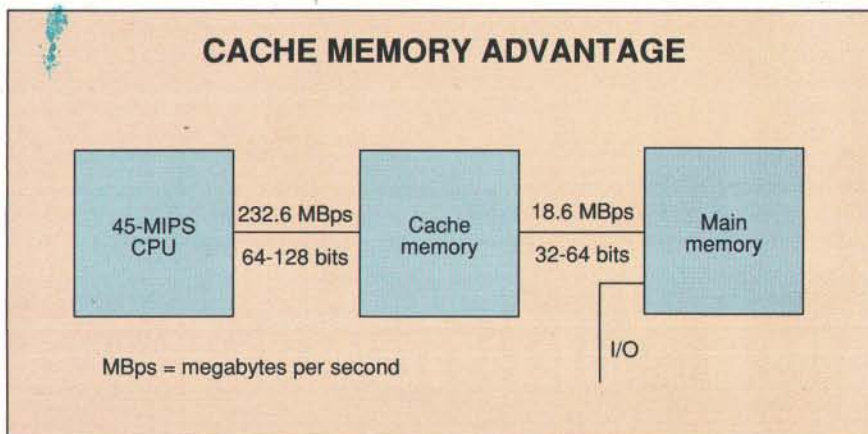 CACHE MEMORY ADVANTAGE
45-MIPS
CPU
232.6 MBps
64-128 bits
Cache
memory
18.6 MBps
32-64 bits
Main
memory
I/O
MBps = megabytes per second